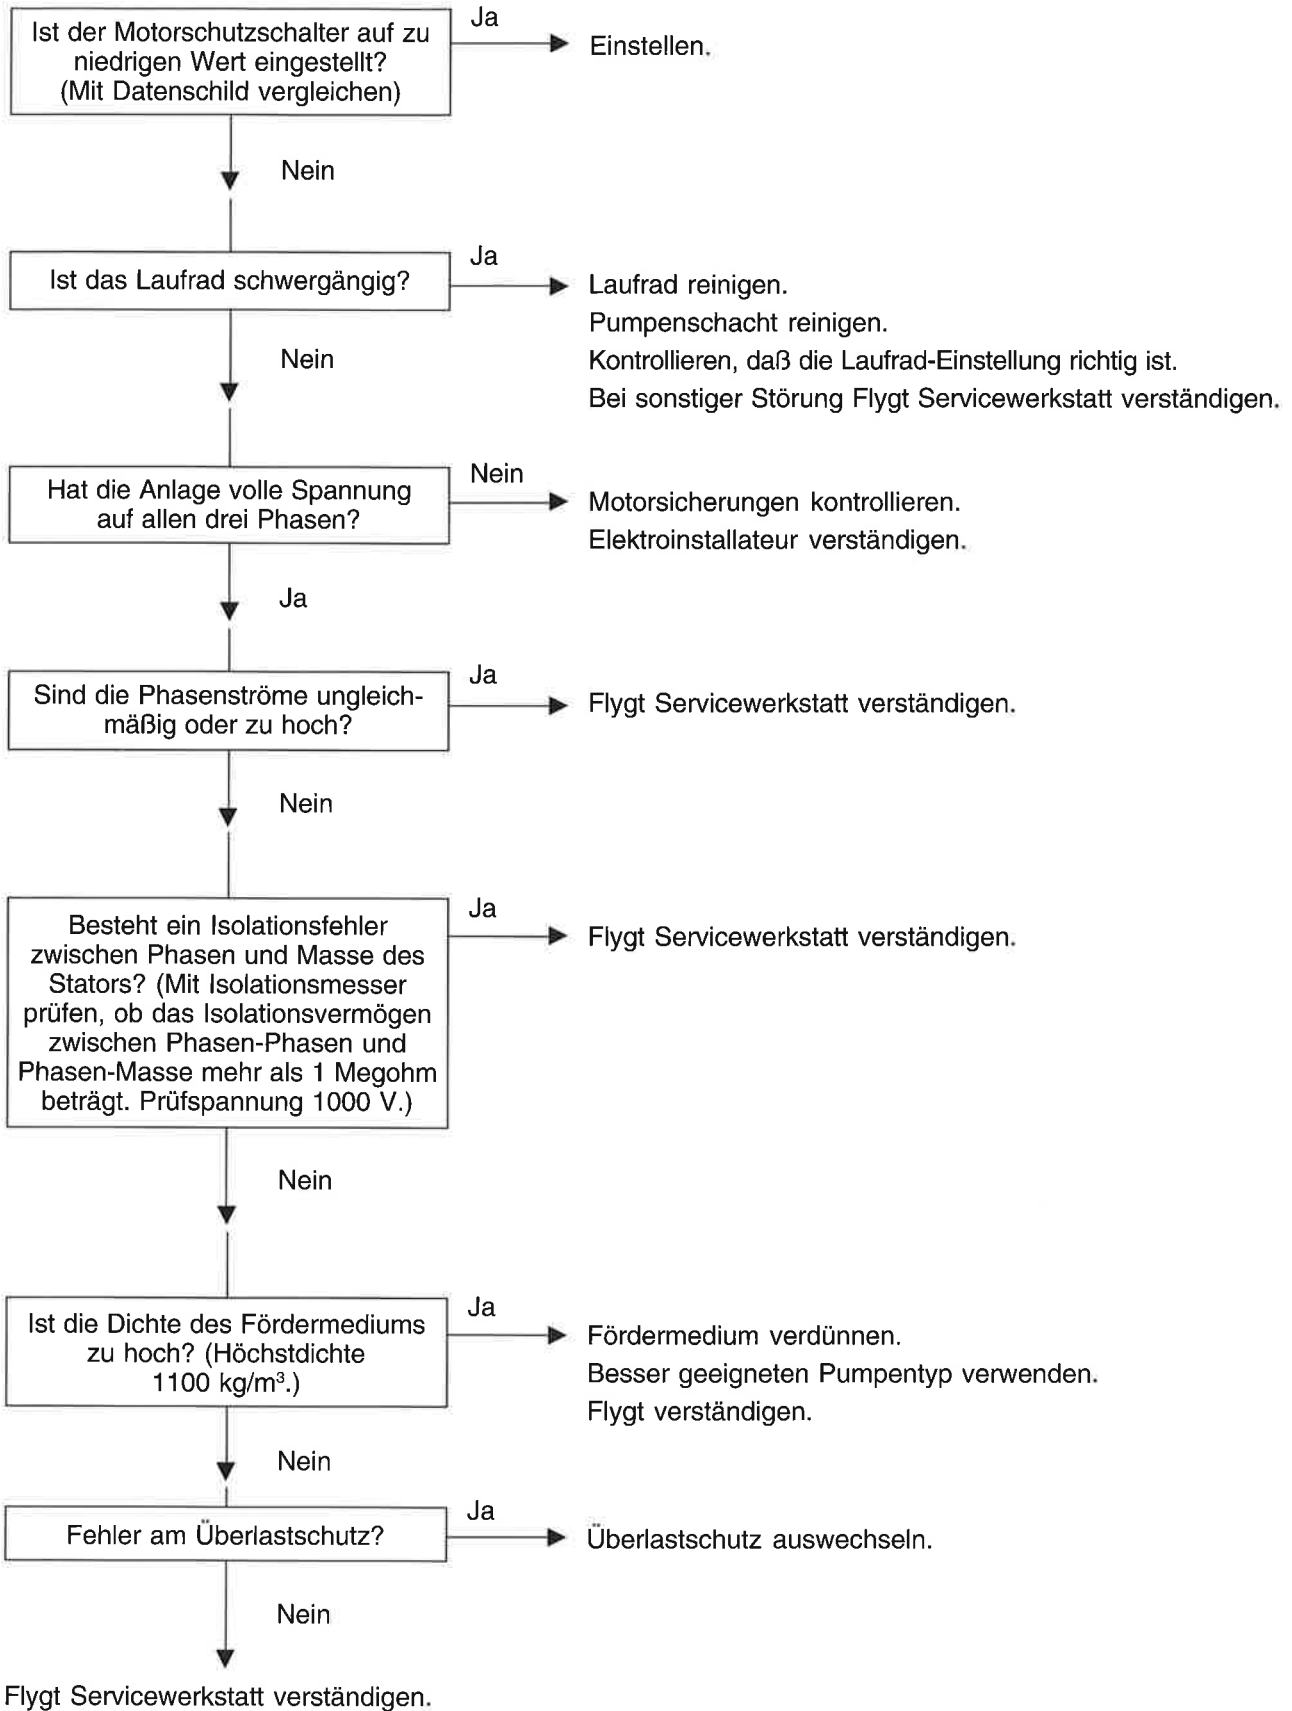 Ist der Motorschutzschalter auf zu
niedrigen Wert eingestellt?
(Mit Datenschild vergleichen)
Ja
Einstellen.
Nein
Ist das Laufrad schwergängig?
Ja
Laufrad reinigen.
Pumpenschacht reinigen.
Kontrollieren, daß die Laufrad-Einstellung richtig ist.
Bei sonstiger Störung Flygt Servicewerkstatt verständigen.
Nein
Hat die Anlage volle Spannung
auf allen drei Phasen?
Nein
Motorsicherungen kontrollieren.
Elektroinstallateur verständigen.
Ja
Sind die Phasenströme ungleich-
mäßig oder zu hoch?
Ja
Flygt Servicewerkstatt verständigen.
Nein
Besteht ein Isolationsfehler
zwischen Phasen und Masse des
Stators? (Mit Isolationsmesser
prüfen, ob das Isolationsvermögen
zwischen Phasen-Phasen und
Phasen-Masse mehr als 1 Megohm
beträgt. Prüfspannung 1000 V.)
Ja
Flygt Servicewerkstatt verständigen.
Nein
Ist die Dichte des Fördermediums
zu hoch? (Höchstdichte
1100 kg/m³.)
Ja
Fördermedium verdünnen.
Besser geeigneten Pumpentyp verwenden.
Flygt verständigen.
Nein
Fehler am Überlastschutz?
Ja
Überlastschutz auswechseln.
Nein
Flygt Servicewerkstatt verständigen.